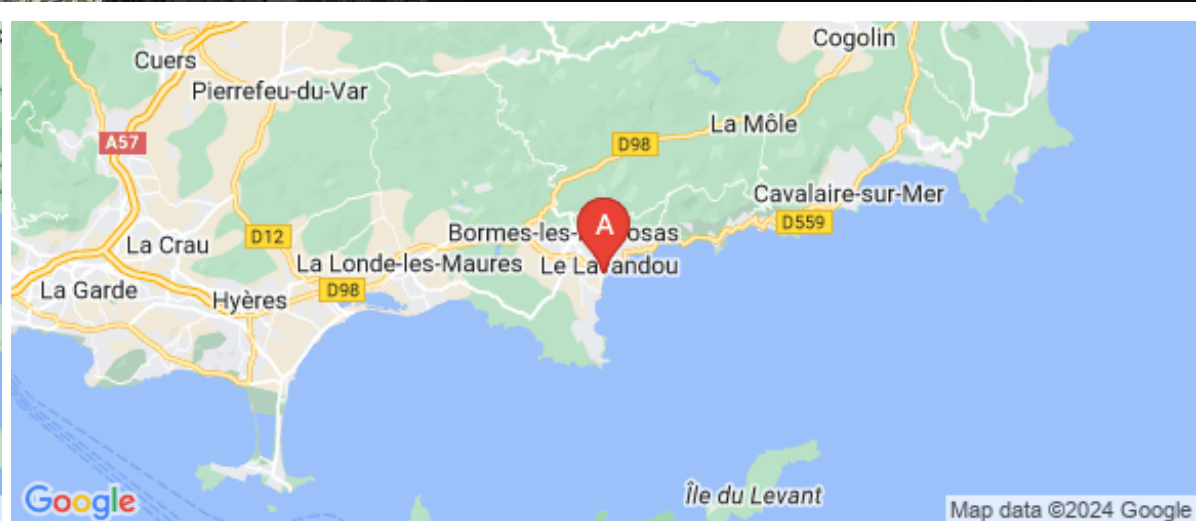 Cogolin
Cuers
Pierrefeu-du-Var
La Môle
A57
D98
Cavalaire-sur-Mer
D559
A
Bormes-les-
osas
D12
La Crau
La Londe-les-Maures
Le La
andou
La Garde
Hyères
D98
Île du Levant
Google
Map data ©2024 Google